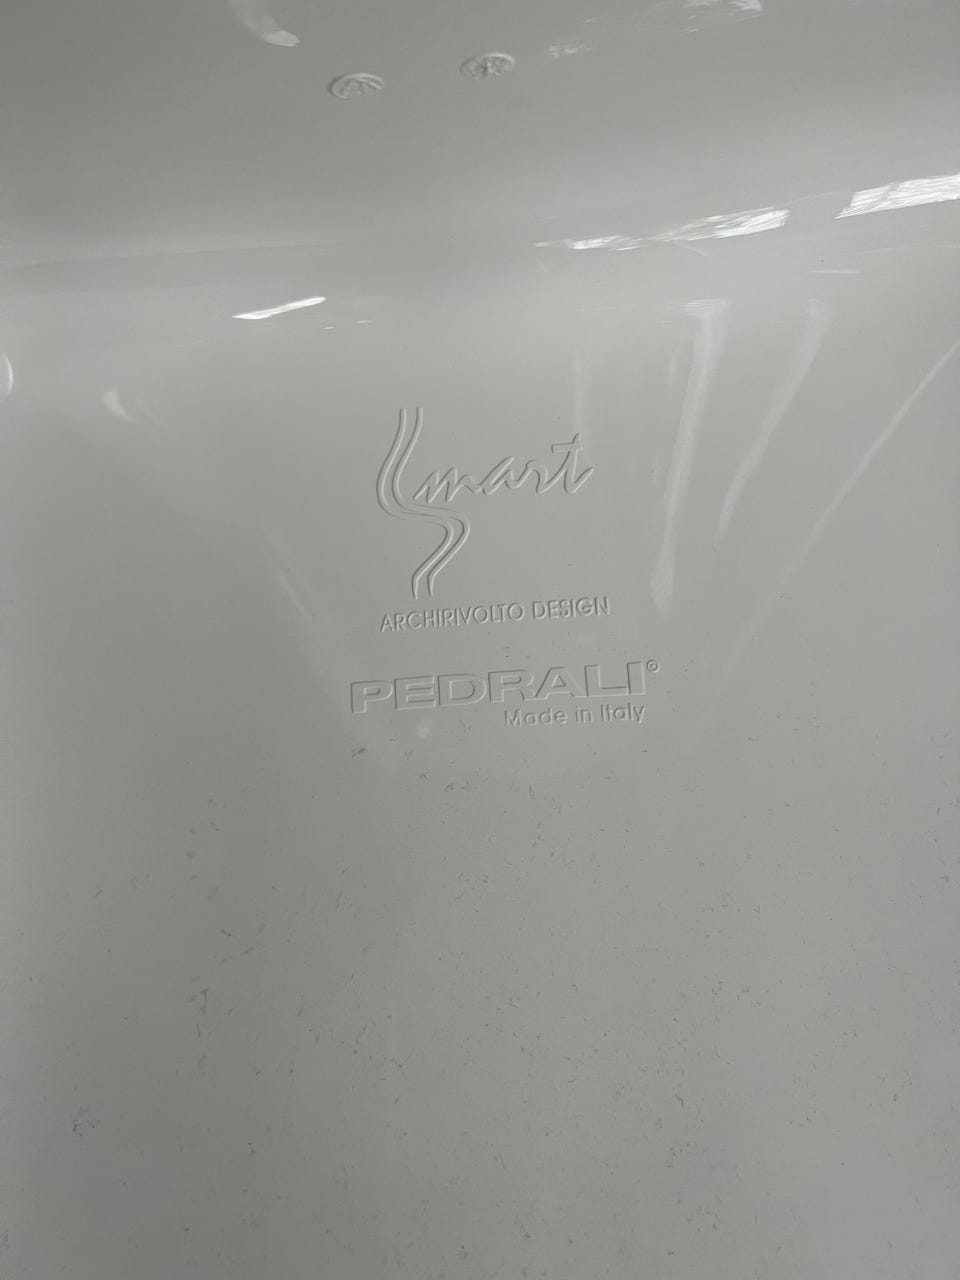 Smart
ARCHIRIVOLTO DESIGN
PEDRALI®
Made in Italy